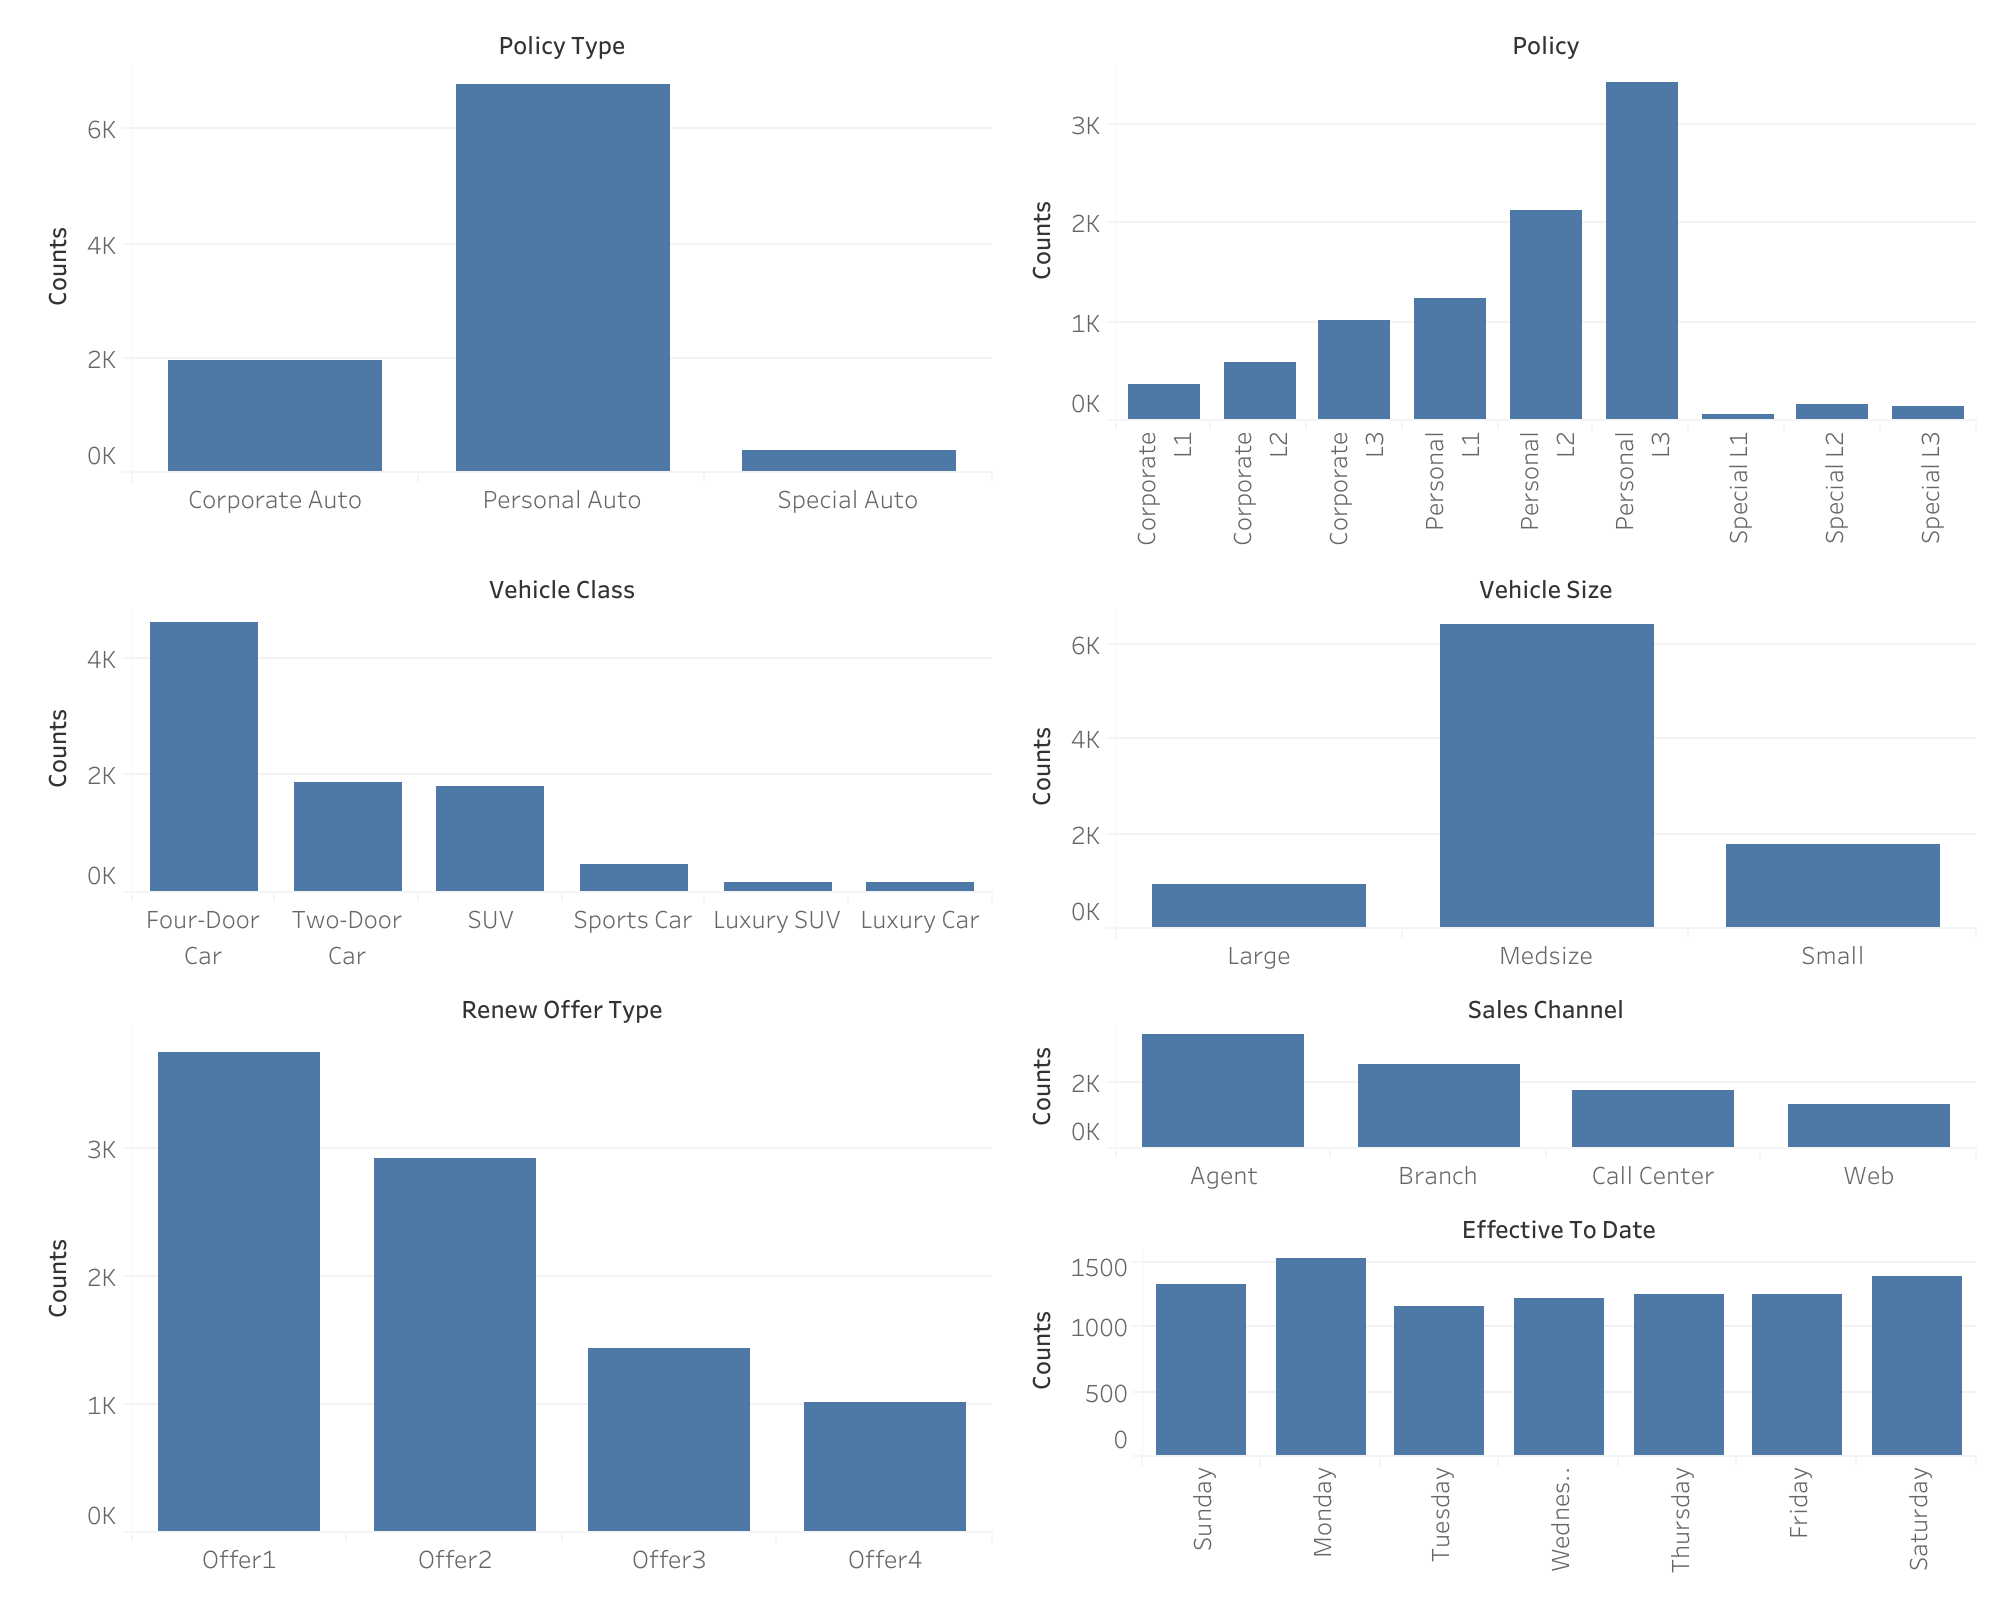 Policy Type
Counts
6K
4K
2K
0K
Corporate Auto
Personal Auto
Special Auto
Policy
Counts
3K
2K
1K
0K
Corporate
L1
Corporate
L2
Corporate
L3
Personal
L1
Personal
L2
Personal
L3
Special L1
Special L2
Special L3
Vehicle Class
Counts
4K
2K
0K
Four-Door
Car
Two-Door
Car
SUV
Sports Car
Luxury SUV
Luxury Car
Vehicle Size
Counts
6K
4K
2K
0K
Large
Medsize
Small
Renew Offer Type
Counts
3K
2K
1K
0K
Offer1
Offer2
Offer3
Offer4
Sales Channel
Counts
2K
0K
Agent
Branch
Call Center
Web
Effective To Date
Counts
1500
1000
500
0
Sunday
Monday
Tuesday
Wednes..
Thursday
Friday
Saturday